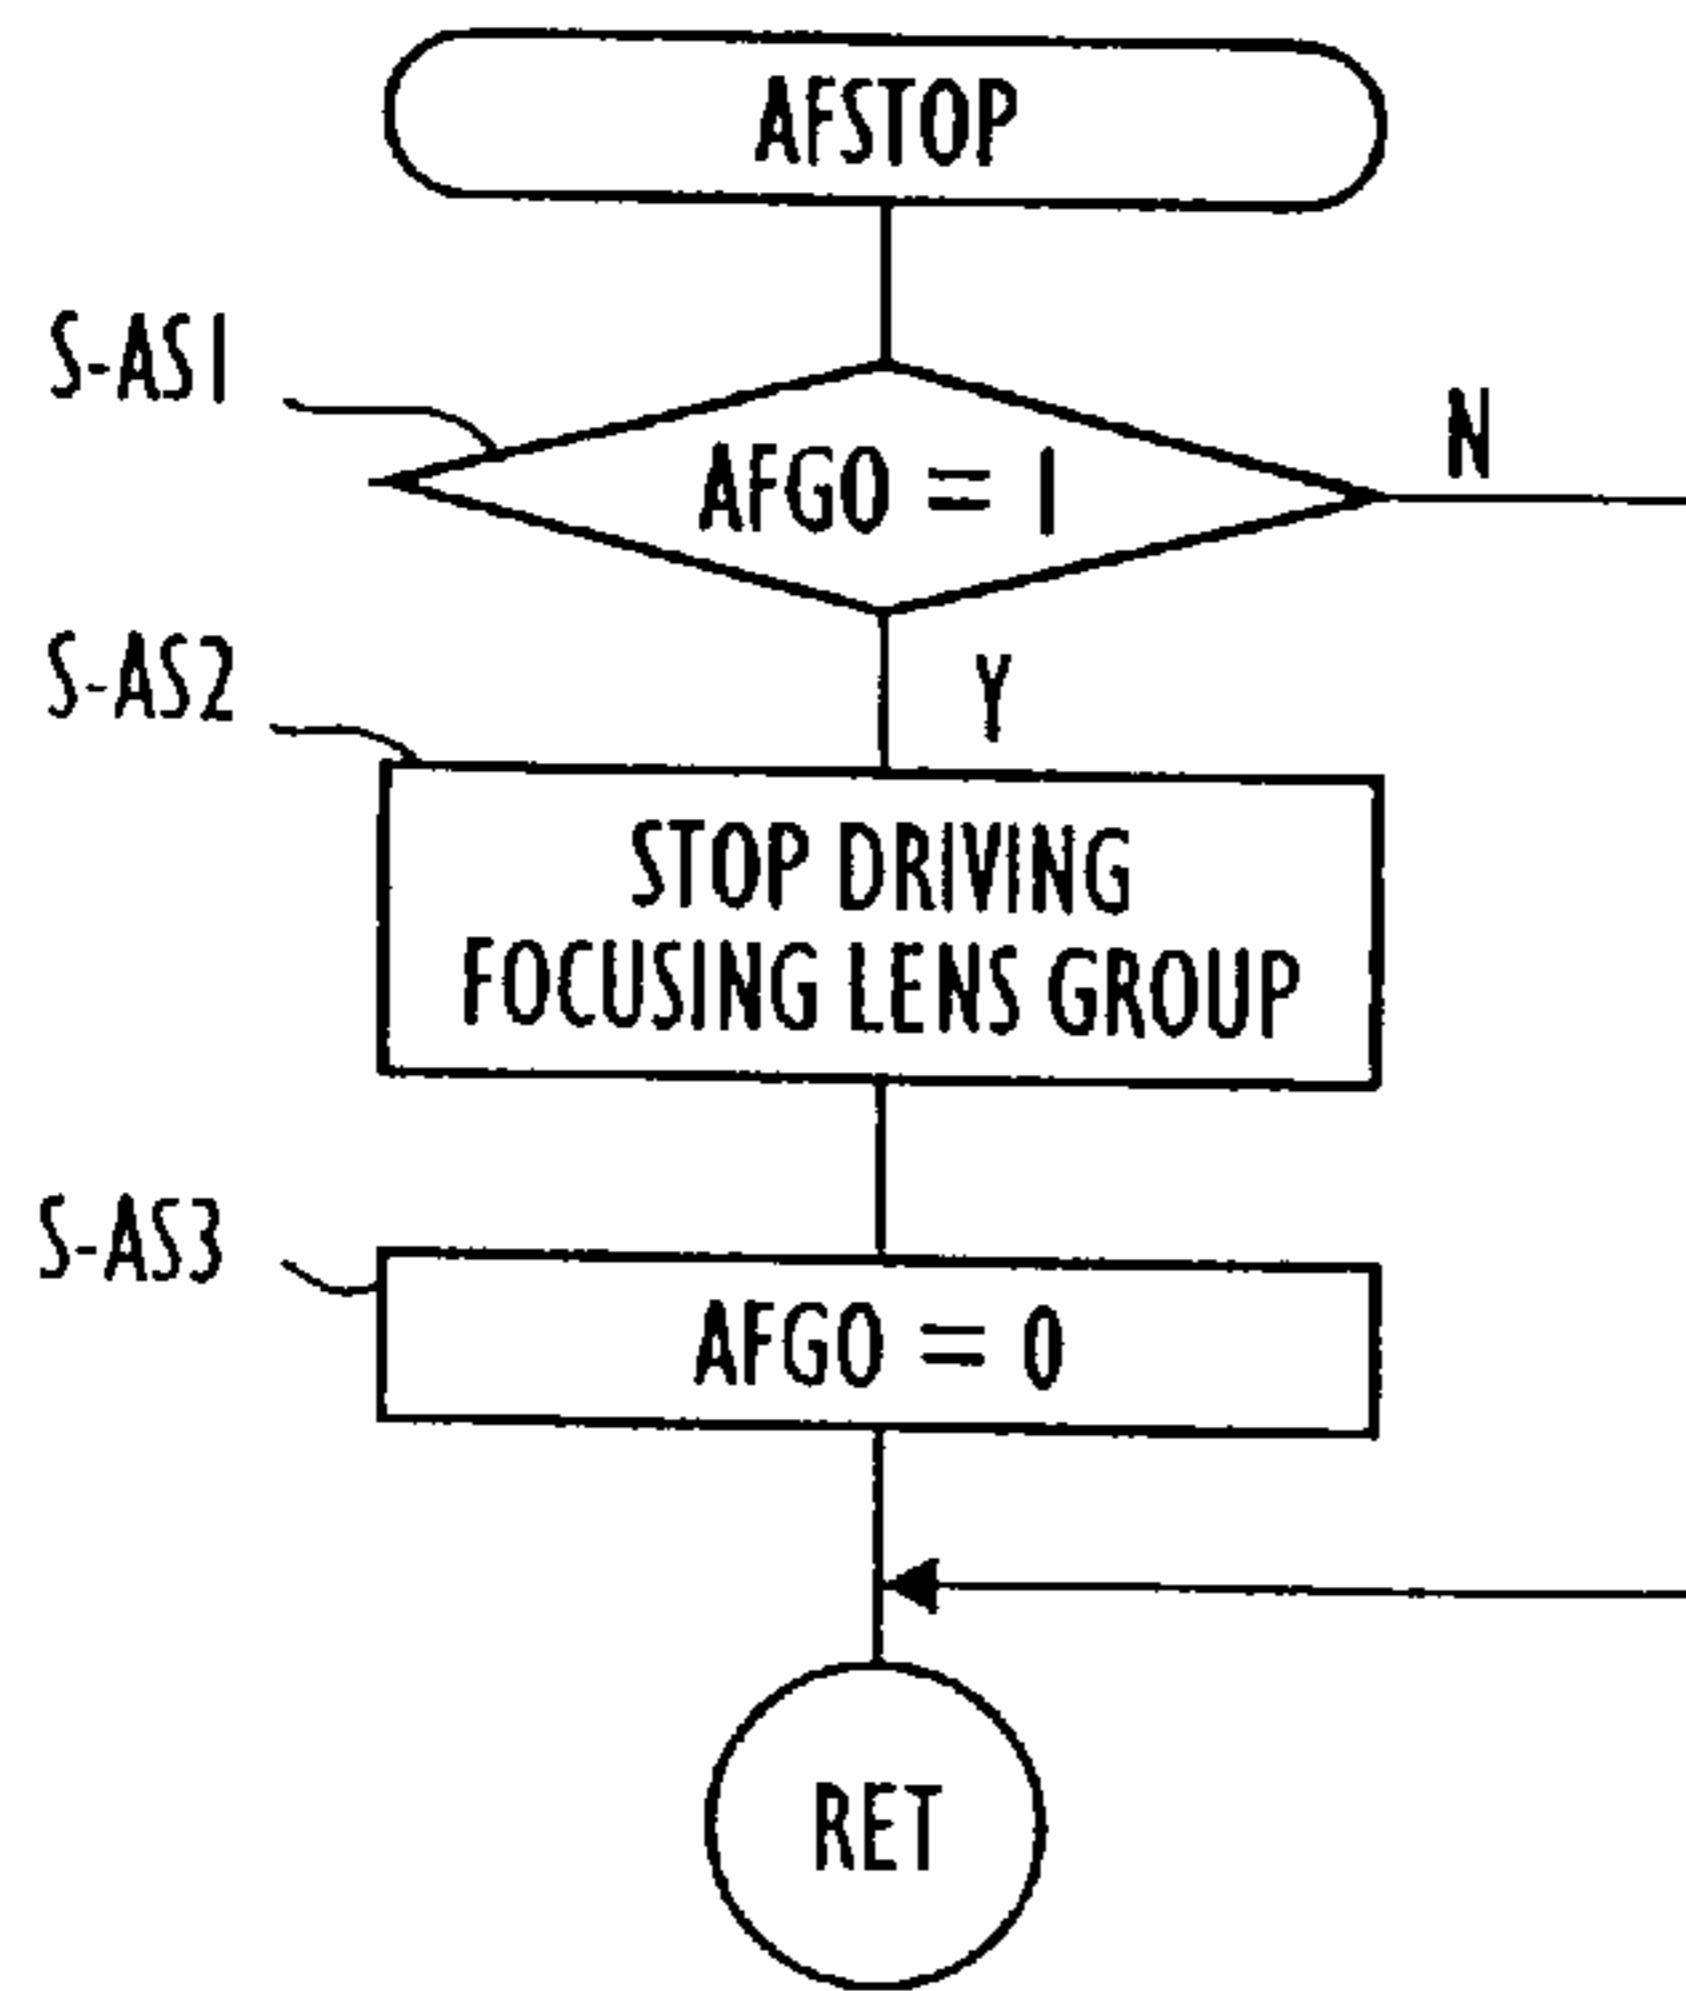 AFSTOP
S-AS1
AFGO = 1
N
S-AS2
Y
STOP DRIVING
FOCUSING LENS GROUP
S-AS3
AFGO = 0
RET